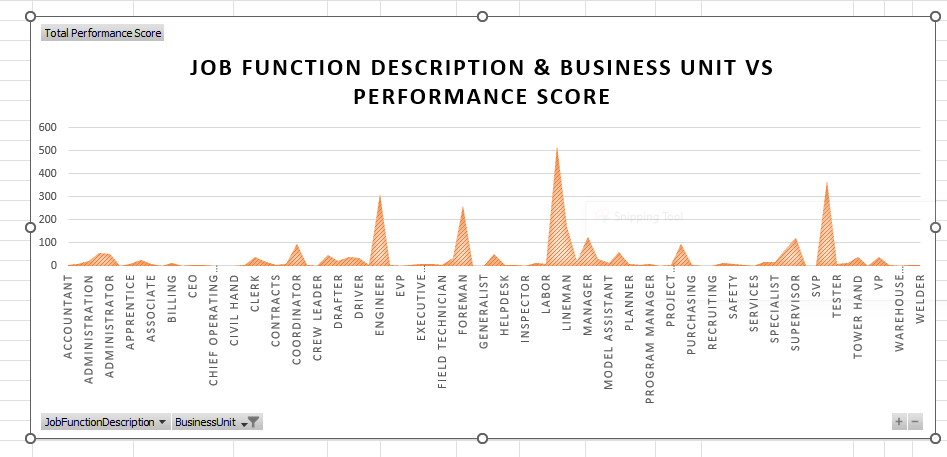 Total Performance Score
JOB FUNCTION DESCRIPTION & BUSINESS UNIT VS
PERFORMANCE SCORE
600
500
400
300
200
100
0
Snipping Tool
ACCOUNTANT
ADMINISTRATION
ADMINISTRATOR
APPRENTICE
ASSOCIATE
BILLING
CEO
CHIEF OPERATING…
CIVIL HAND
CLERK
CONTRACTS
COORDINATOR
CREW LEADER
DRAFTER
DRIVER
ENGINEER
EVP
EXECUTIVE…
FIELD TECHNICIAN
FOREMAN
GENERALIST
HELPDESK
INSPECTOR
LABOR
LINEMAN
MANAGER
MODEL ASSISTANT
PLANNER
PROGRAM MANAGER
PROJECT…
PURCHASING
RECRUITING
SAFETY
SERVICES
SPECIALIST
SUPERVISOR
SVP
TESTER
TOWER HAND
VP
WAREHOUSE…
WELDER
JobFunctionDescription BusinessUnit + −